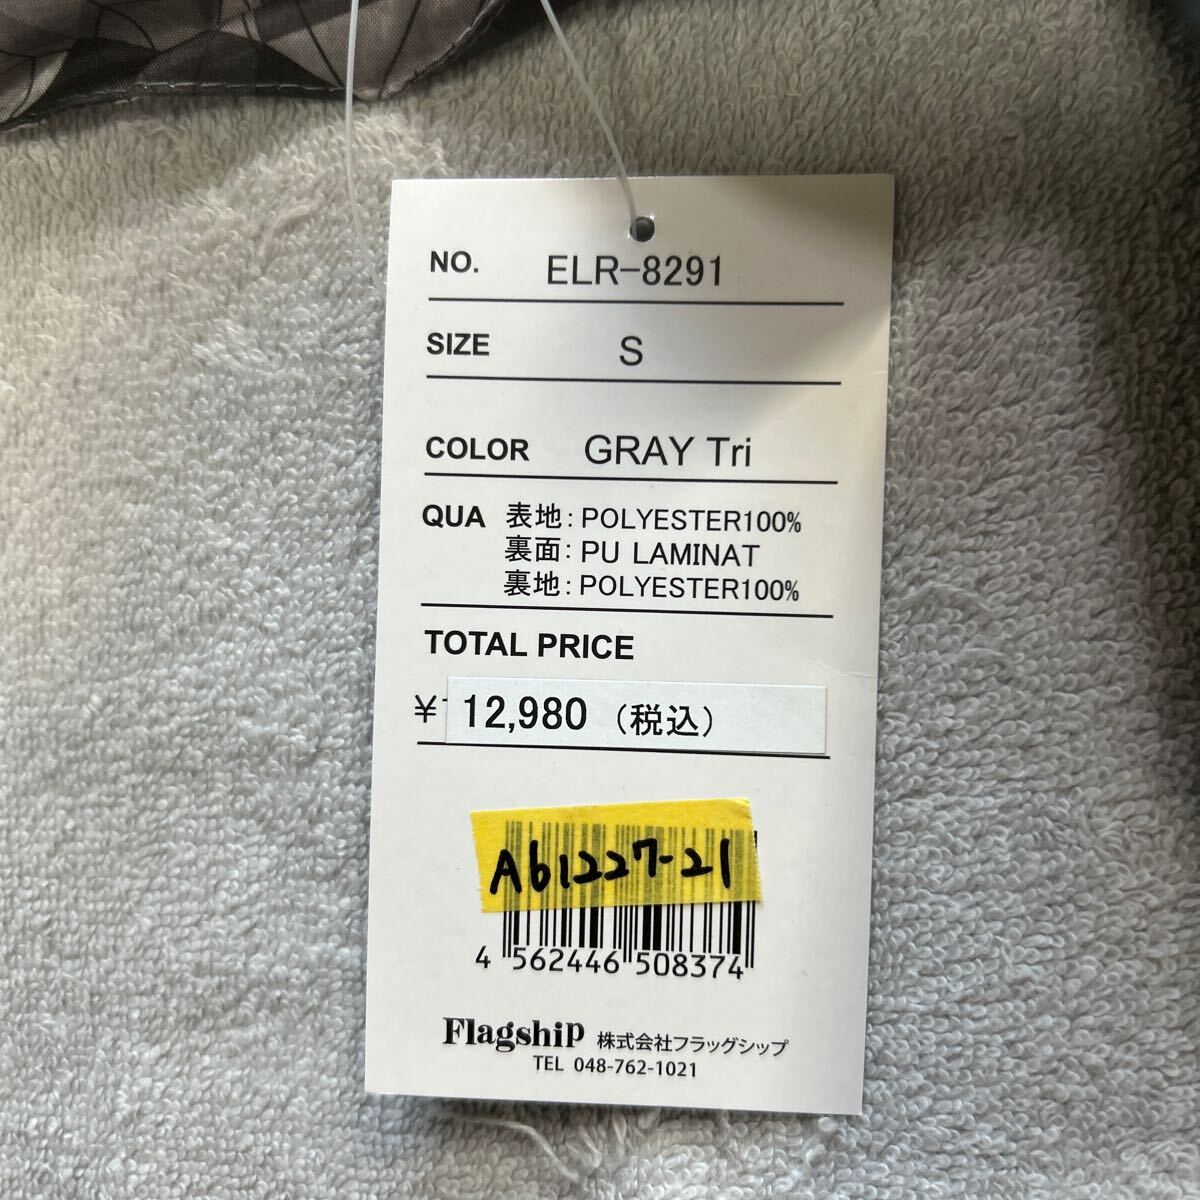 NO. ELR-8291
SIZE S
COLOR GRAY Tri
QUA 表地:POLYESTER100%
裏面:PU LAMINAT
裏地:POLYESTER100%
TOTAL PRICE
¥12,980 (税込)
A61227-21
4 562446 508374
Flagship 株式会社フラッグシップ
TEL 048-762-1021